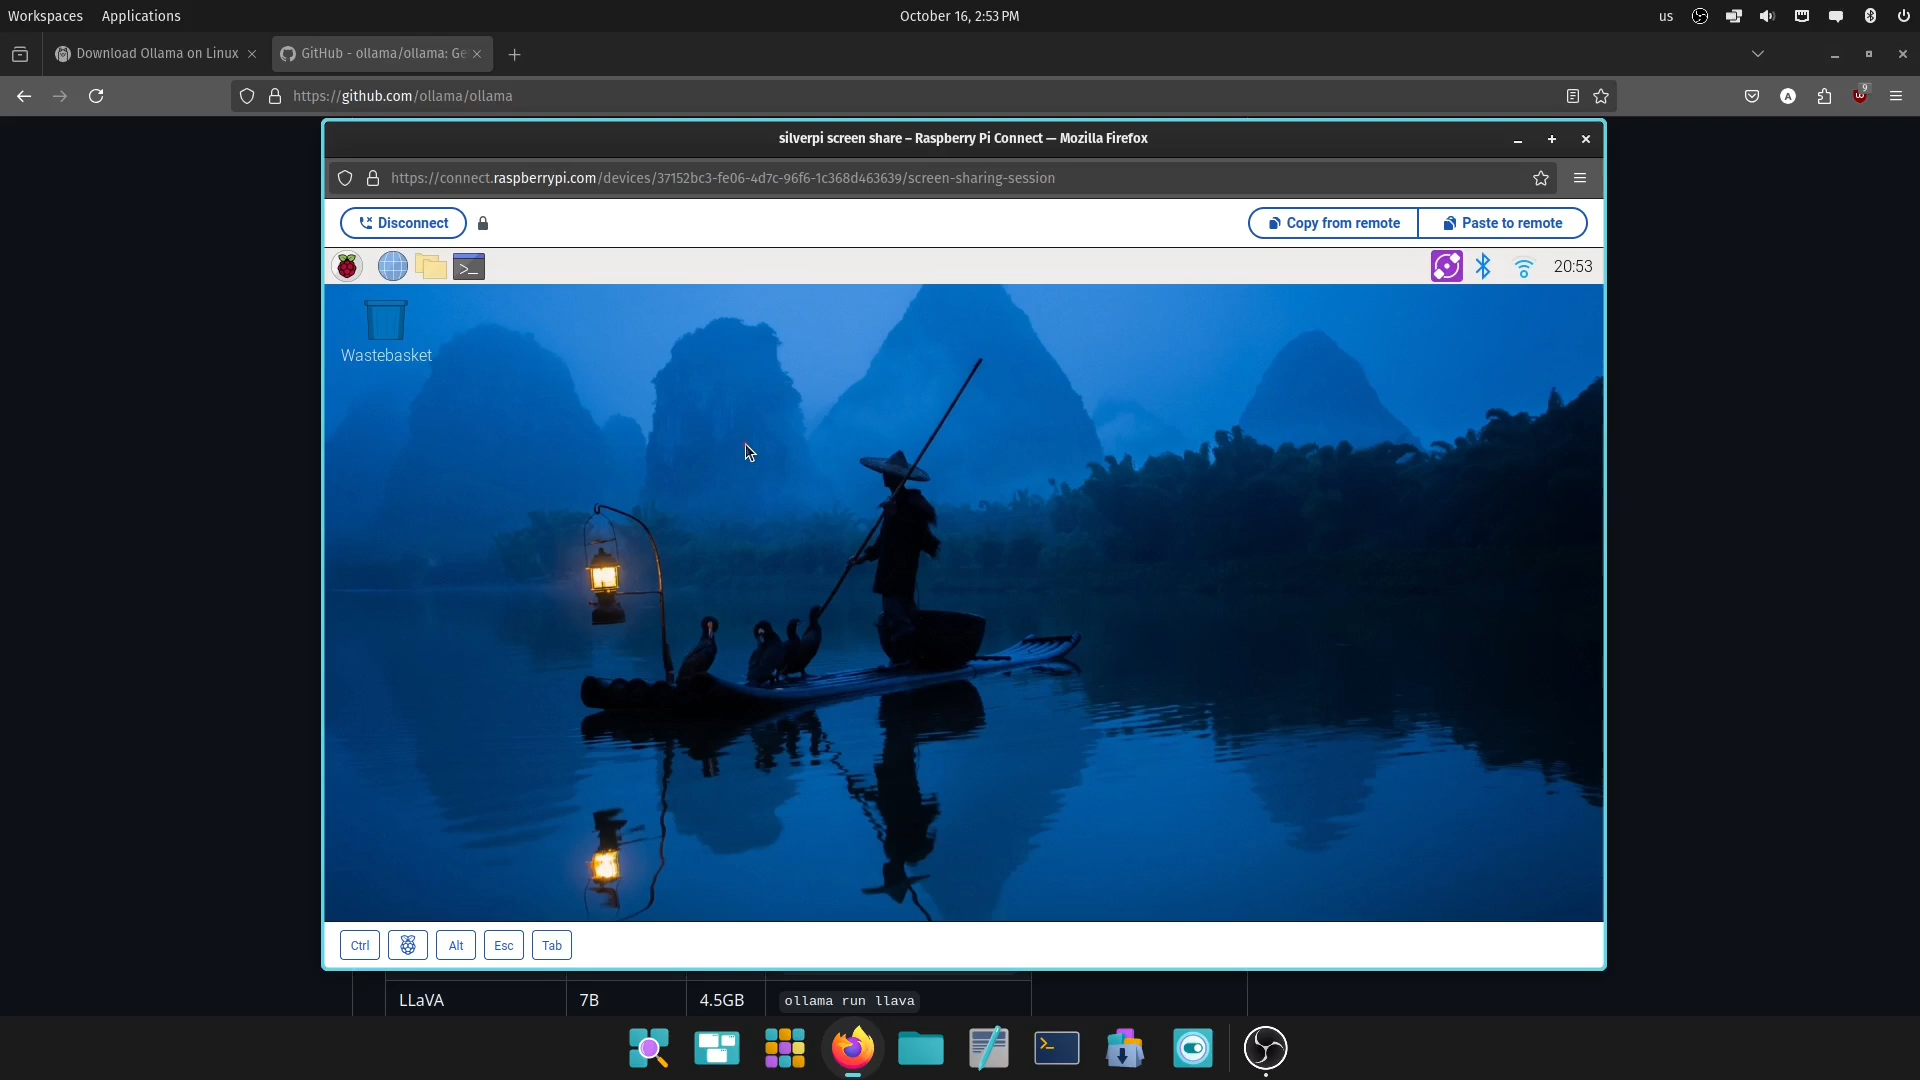 Workspaces Applications October 16, 2:53 PM us
Download Ollama on Linux GitHub - ollama/ollama: Ge
https://github.com/ollama/ollama 9
silverpi screen share – Raspberry Pi Connect — Mozilla Firefox
https://connect.raspberrypi.com/devices/37152bc3-fe06-4d7c-96f6-1c368d463639/screen-sharing-session
Disconnect Copy from remote Paste to remote
20:53
Wastebasket
Ctrl Alt Esc Tab
LLaVA 7B 4.5GB ollama run llava